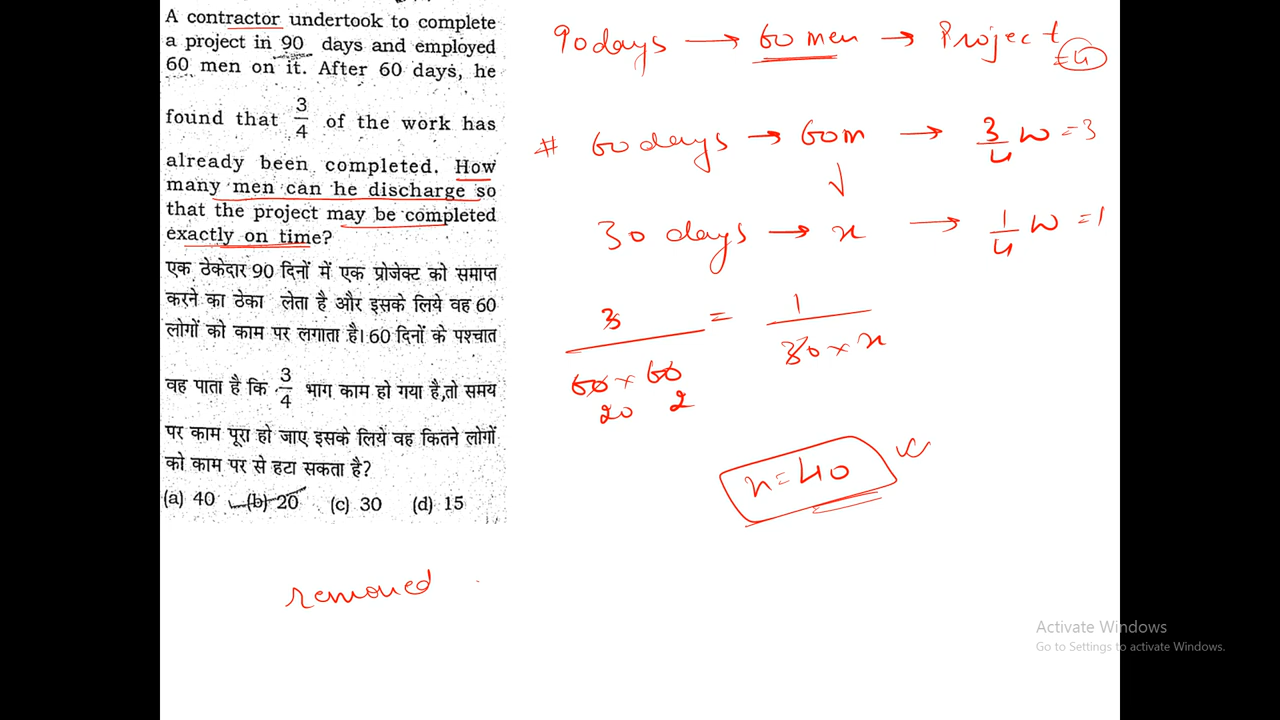 A contractor undertook to complete
a project in 90 days and employed
60 men on it. After 60 days, he
found that 3/4 of the work has
already been completed. How
many men can he discharge so
that the project may be completed
exactly on time?
एक ठेकेदार 90 दिनों में एक प्रोजेक्ट को समाप्त
करने का ठेका लेता है और इसके लिये वह 60
लोगों को काम पर लगाता है। 60 दिनों के पश्चात
वह पाता है कि 3/4 भाग काम हो गया है,तो समय
पर काम पूरा हो जाए इसके लिये वह कितने लोगों
को काम पर से हटा सकता है?
(a) 40 (b) 20 (c) 30 (d) 15
removed
90 days → 60 men → Project = 4
# 60 days → 60m → 3/4 w = 3
30 days → x → 1/4 w = 1
3/(60 × 60) = 1/(30 × x)
20 2
x = 40
Activate Windows
Go to Settings to activate Windows.